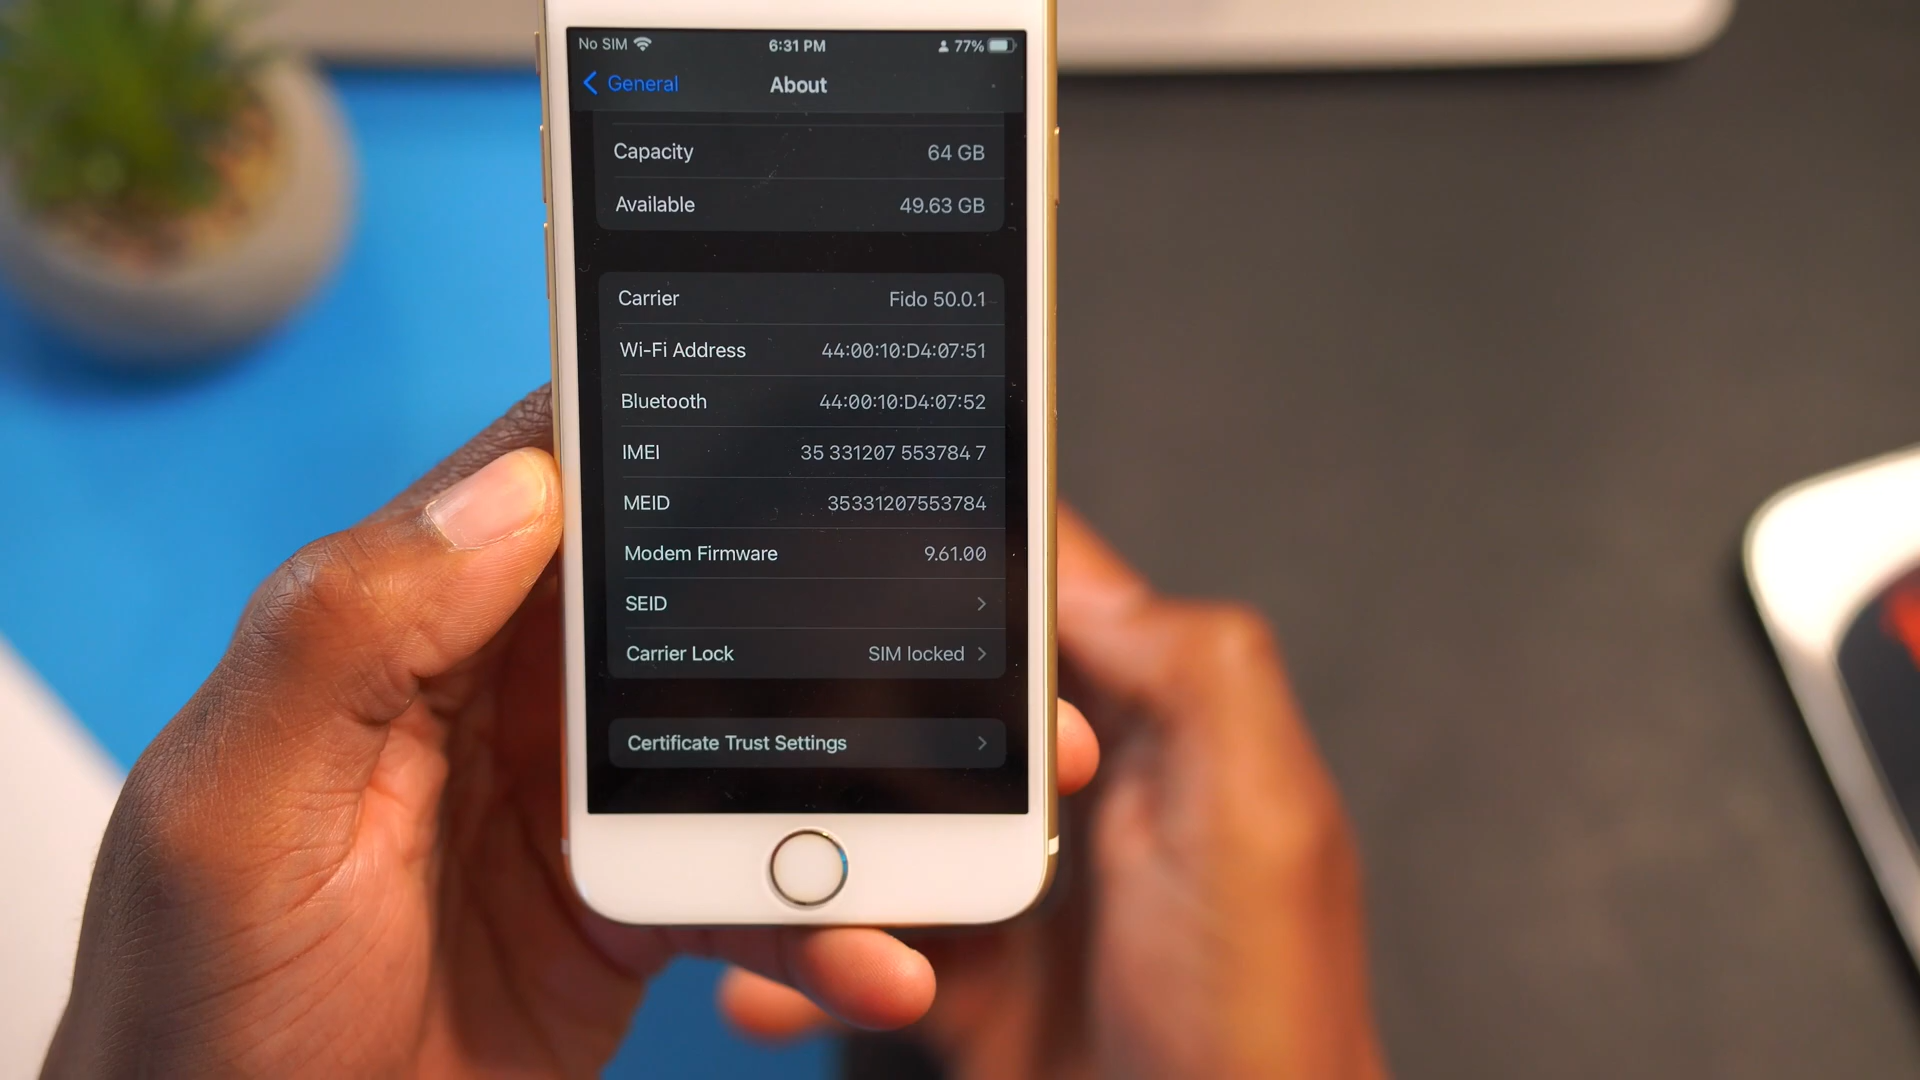 No SIM 6:31 PM 77%
General About
Capacity 64 GB
Available 49.63 GB
Carrier Fido 50.0.1
Wi-Fi Address 44:00:10:D4:07:51
Bluetooth 44:00:10:D4:07:52
IMEI 35 331207 553784 7
MEID 35331207553784
Modem Firmware 9.61.00
SEID
Carrier Lock SIM locked
Certificate Trust Settings